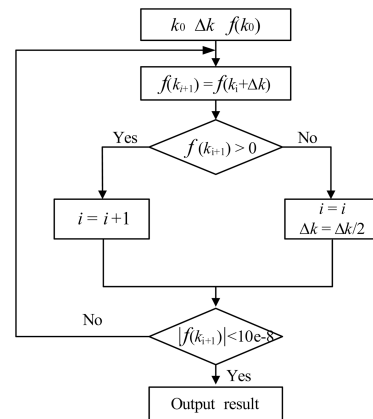 k₀ Δk f(k₀)
f(kᵢ₊₁) = f(kᵢ+Δk)
Yes
No
f(kᵢ₊₁) > 0
i = i+1
i = i
Δk = Δk/2
No
|f(kᵢ₊₁)|<10e-8
Yes
Output result